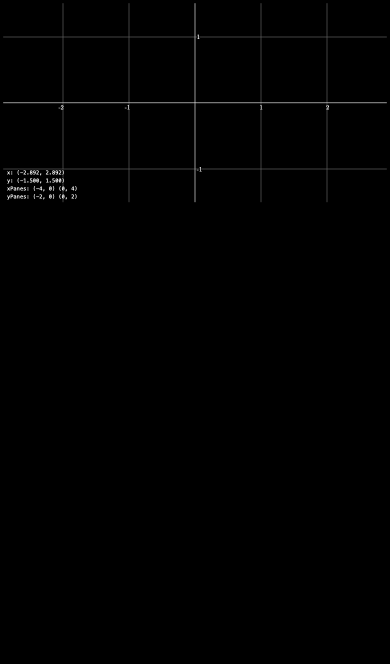 1
-2 -1 1 2
-1
x: (−2.892, 2.892)
y: (−1.500, 1.500)
xPanes: (−4, 0) (0, 4)
yPanes: (−2, 0) (0, 2)